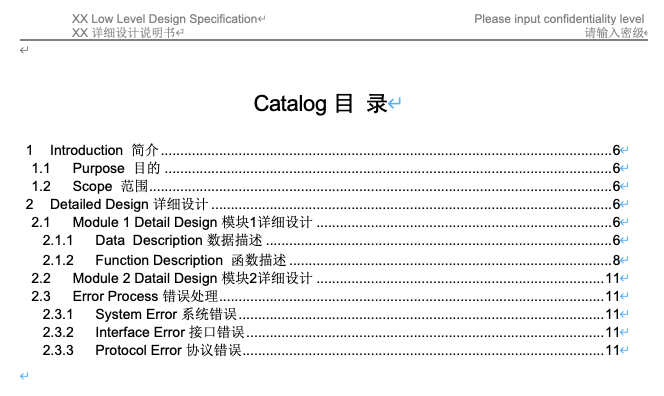 XX Low Level Design Specification
Please input confidentiality level
XX 详细设计说明书
请输入密级
Catalog 目 录
1 Introduction 简介 6
1.1 Purpose 目的 6
1.2 Scope 范围 6
2 Detailed Design 详细设计 6
2.1 Module 1 Detail Design 模块1详细设计 6
2.1.1 Data Description 数据描述 6
2.1.2 Function Description 函数描述 8
2.2 Module 2 Datail Design 模块2详细设计 11
2.3 Error Process 错误处理 11
2.3.1 System Error 系统错误 11
2.3.2 Interface Error 接口错误 11
2.3.3 Protocol Error 协议错误 11